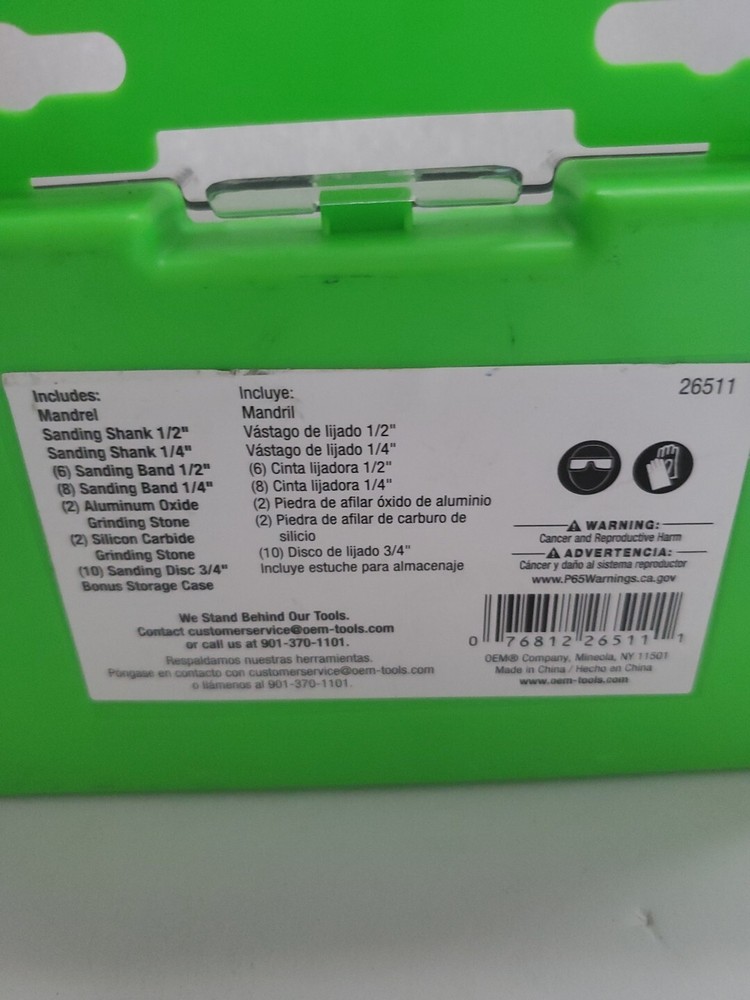 26511
Includes:
Mandrel
Sanding Shank 1/2"
Sanding Shank 1/4"
(6) Sanding Band 1/2"
(8) Sanding Band 1/4"
(2) Aluminum Oxide
Grinding Stone
(2) Silicon Carbide
Grinding Stone
(10) Sanding Disc 3/4"
Bonus Storage Case
Incluye:
Mandril
Vástago de lijado 1/2"
Vástago de lijado 1/4"
(6) Cinta lijadora 1/2"
(8) Cinta lijadora 1/4"
(2) Piedra de afilar óxido de aluminio
(2) Piedra de afilar de carburo de
silicio
(10) Disco de lijado 3/4"
Incluye estuche para almacenaje
WARNING:
Cancer and Reproductive Harm
ADVERTENCIA:
Cáncer y daño al sistema reproductor
www.P65Warnings.ca.gov
We Stand Behind Our Tools.
Contact customerservice@oem-tools.com
or call us at 901-370-1101.
Respaldamos nuestras herramientas.
Póngase en contacto con customerservice@oem-tools.com
o llámenos al 901-370-1101.
0 76812 26511 1
OEM® Company, Mineola, NY 11501
Made in China / Hecho en China
www.oem-tools.com